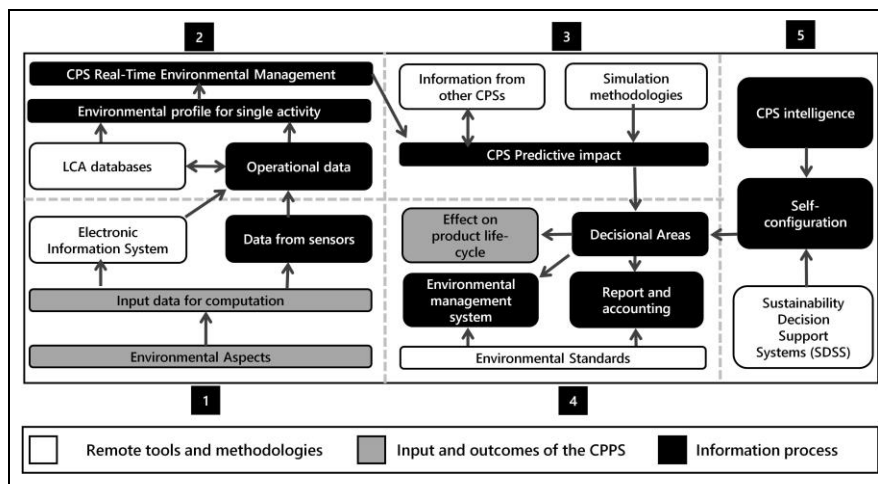 2
3
5
CPS Real-Time Environmental Management
Environmental profile for single activity
LCA databases
Operational data
Electronic
Information System
Data from sensors
Input data for computation
Environmental Aspects
Information from
other CPSs
Simulation
methodologies
CPS Predictive impact
Effect on
product life-
cycle
Decisional Areas
Environmental
management
system
Report and
accounting
Environmental Standards
CPS intelligence
Self-
configuration
Sustainability
Decision
Support
Systems (SDSS)
1
4
Remote tools and methodologies
Input and outcomes of the CPPS
Information process